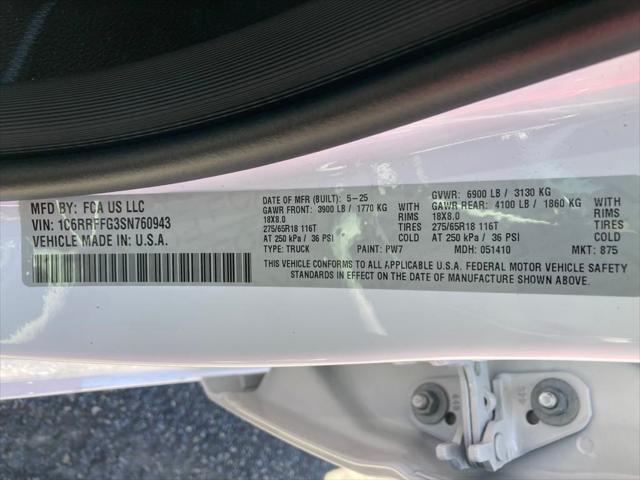 MFD BY: FCA US LLC
VIN: 1C6RRFFG3SN760943
VEHICLE MADE IN U.S.A.
DATE OF MFR (BUILT): 5-25
GAWR FRONT: 3900 LB / 1770 KG WITH
18X8.0 RIMS
275/65R18 116T TIRES
AT 250 kPa / 36 PSI COLD
GVWR: 6900 LB / 3130 KG
GAWR REAR: 4100 LB / 1860 KG WITH
18X8.0 RIMS
275/65R18 116T TIRES
AT 250 kPa / 36 PSI COLD
TYPE: TRUCK PAINT: PW7 MDH: 051410 MKT: 875
THIS VEHICLE CONFORMS TO ALL APPLICABLE U.S.A. FEDERAL MOTOR VEHICLE SAFETY
STANDARDS IN EFFECT ON THE DATE OF MANUFACTURE SHOWN ABOVE.